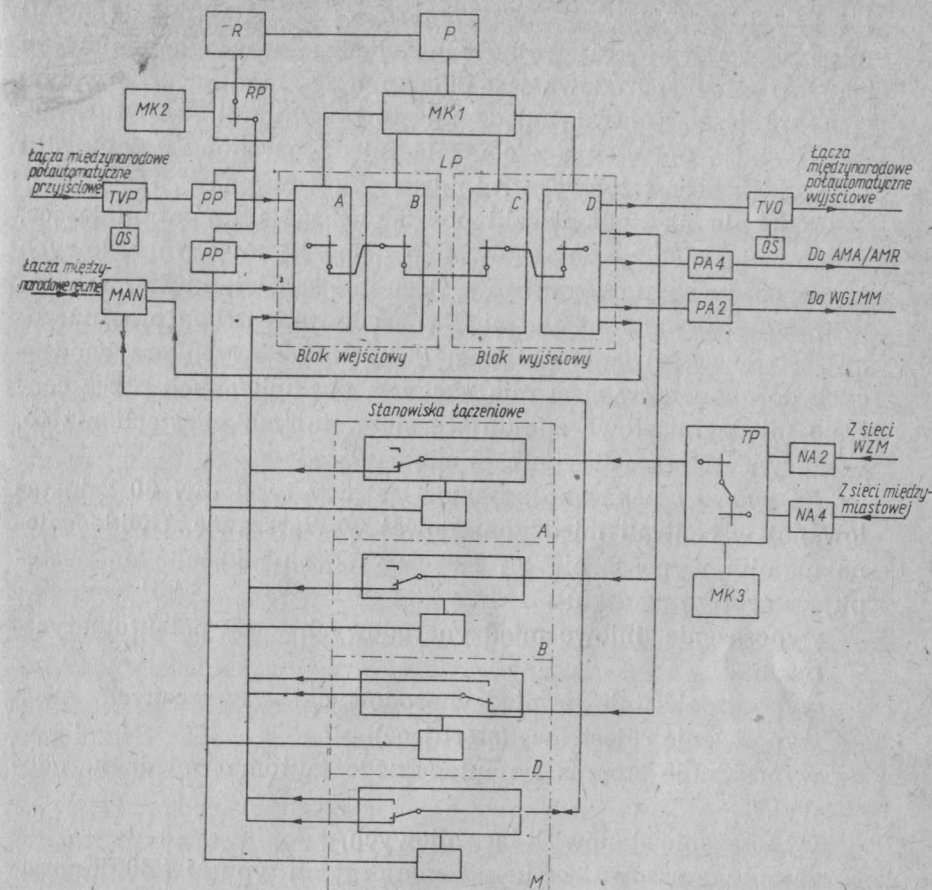 R
P
RP
MK2
MK1
Łącza międzynarodowe
półautomatyczne
przyjściowe
LP
Łącza
międzynarodowe
półautomatyczne
wyjściowe
A
B
C
D
TVP
PP
TVO
OS
OS
PP
PA4
Do AMA/AMR
Łącza między-
narodowe ręczne
MAN
PA2
Do WGIMM
Blok wejściowy
Blok wyjściowy
Stanowiska łączeniowe
TP
NA2
Z sieci
WZM
Z sieci między-
miastowej
NA4
A
MK3
B
D
M